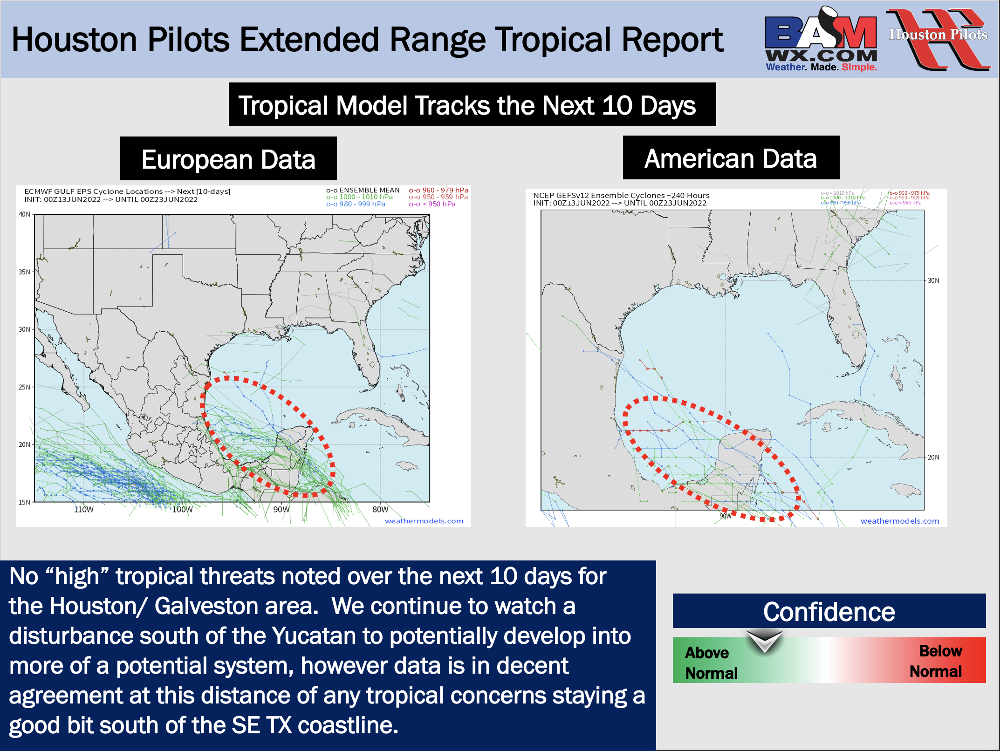 Houston Pilots Extended Range Tropical Report
BAM
WX.COM
Weather. Made. Simple.
Houston Pilots
Tropical Model Tracks the Next 10 Days
European Data
American Data
ECMWF GULF EPS Cyclone Locations --> Next [10-days]
INIT: 00Z13JUN2022 --> UNTIL 00Z23JUN2022
o-o ENSEMBLE MEAN
o-o 1000 - 1010 hPa
o-o 980 - 999 hPa
o-o 960 - 979 hPa
o-o 950 - 959 hPa
o-o < 950 hPa
40N
35N
30N
25N
20N
15N
110W
100W
90W
80W
weathermodels.com
NCEP GEFSv12 Ensemble Cyclones +240 Hours
INIT: 00Z13JUN2022 --> UNTIL 00Z23JUN2022
o-o > 1010 hPa
o-o 1000 - 1010 hPa
o-o 980 - 999 hPa
o-o 960 - 979 hPa
o-o 950 - 959 hPa
o-o < 950 hPa
30N
20N
90W
weathermodels.com
No “high” tropical threats noted over the next 10 days for
the Houston/ Galveston area.  We continue to watch a
disturbance south of the Yucatan to potentially develop into
more of a potential system, however data is in decent
agreement at this distance of any tropical concerns staying a
good bit south of the SE TX coastline.
Confidence
Above
Normal
Below
Normal